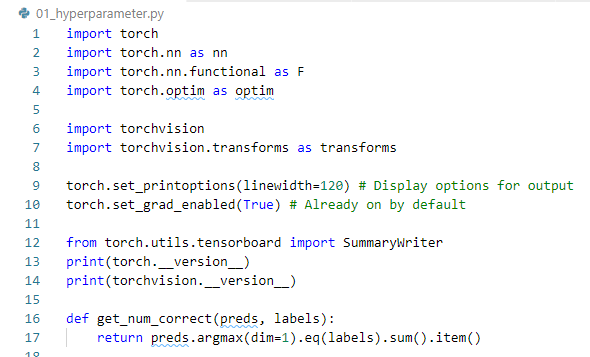 01_hyperparameter.py
1 import torch
2 import torch.nn as nn
3 import torch.nn.functional as F
4 import torch.optim as optim
5
6 import torchvision
7 import torchvision.transforms as transforms
8
9 torch.set_printoptions(linewidth=120) # Display options for output
10 torch.set_grad_enabled(True) # Already on by default
11
12 from torch.utils.tensorboard import SummaryWriter
13 print(torch.__version__)
14 print(torchvision.__version__)
15
16 def get_num_correct(preds, labels):
17     return preds.argmax(dim=1).eq(labels).sum().item()
18